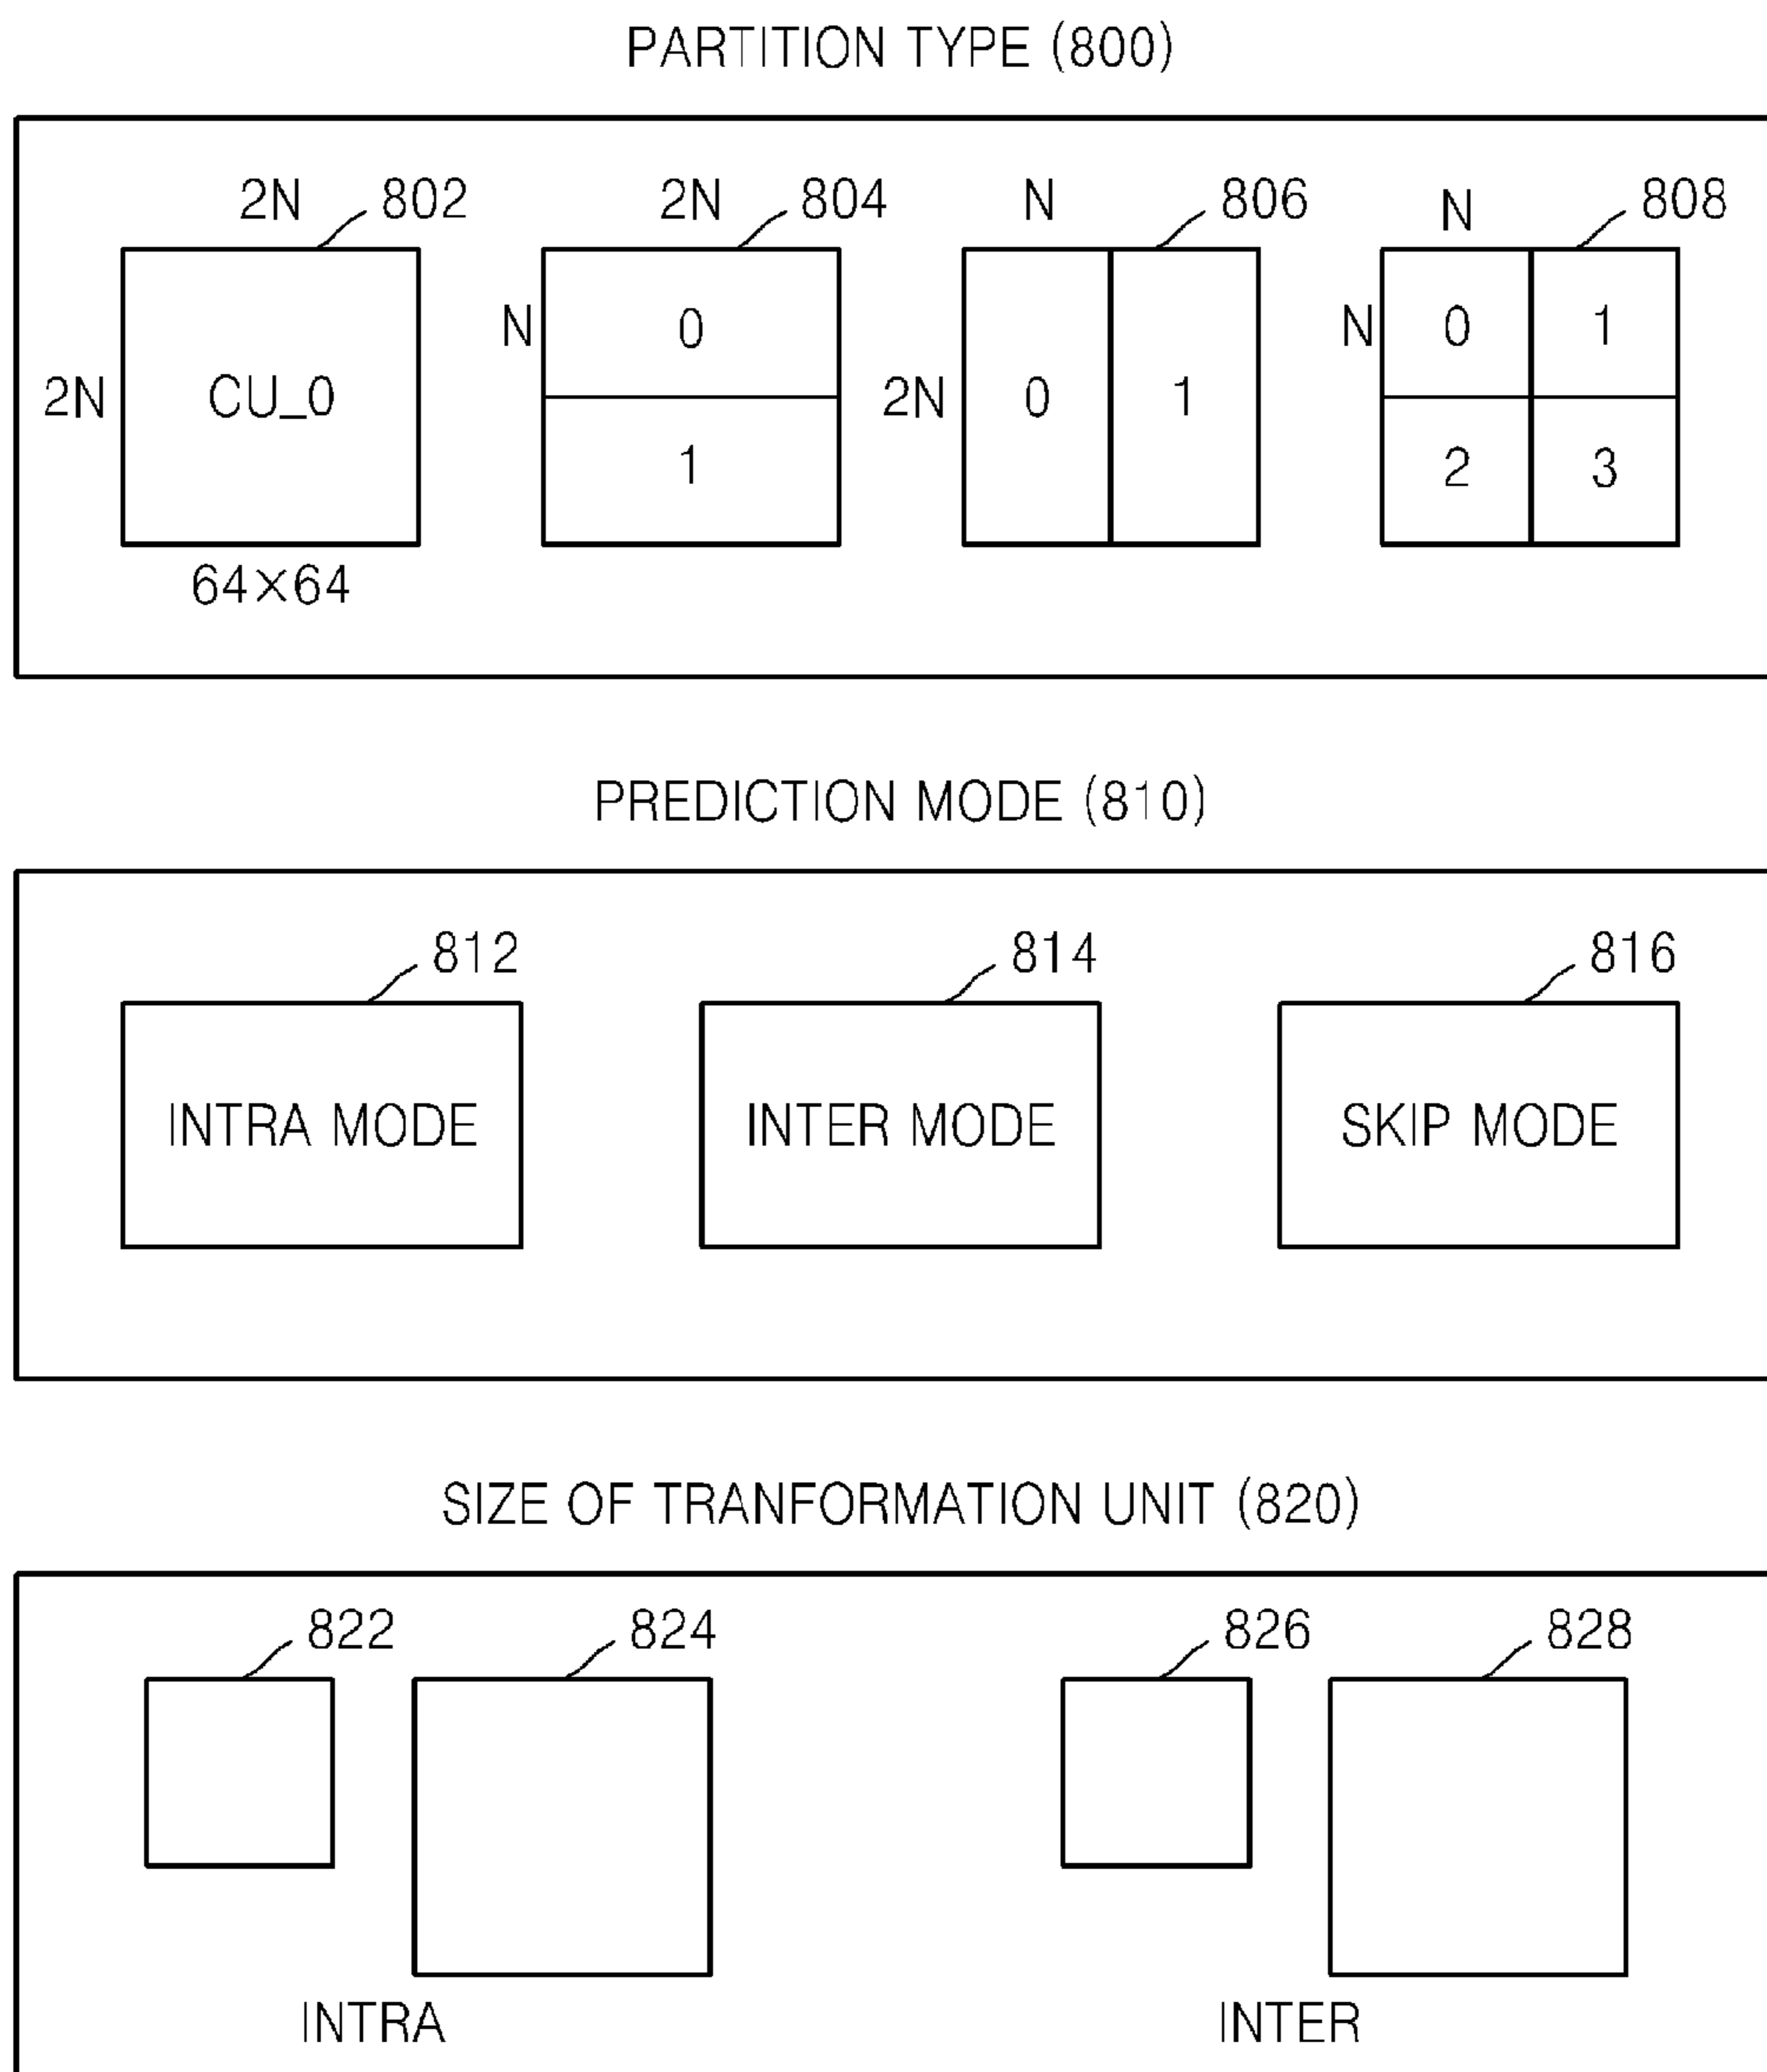 PARTITION TYPE (800)
2N 802 2N 804 N 806 N 808
N 0 N 0 1
2N CU_0 2N 0 1
1 2 3
64×64
PREDICTION MODE (810)
812 814 816
INTRA MODE INTER MODE SKIP MODE
SIZE OF TRANFORMATION UNIT (820)
822 824 826 828
INTRA INTER